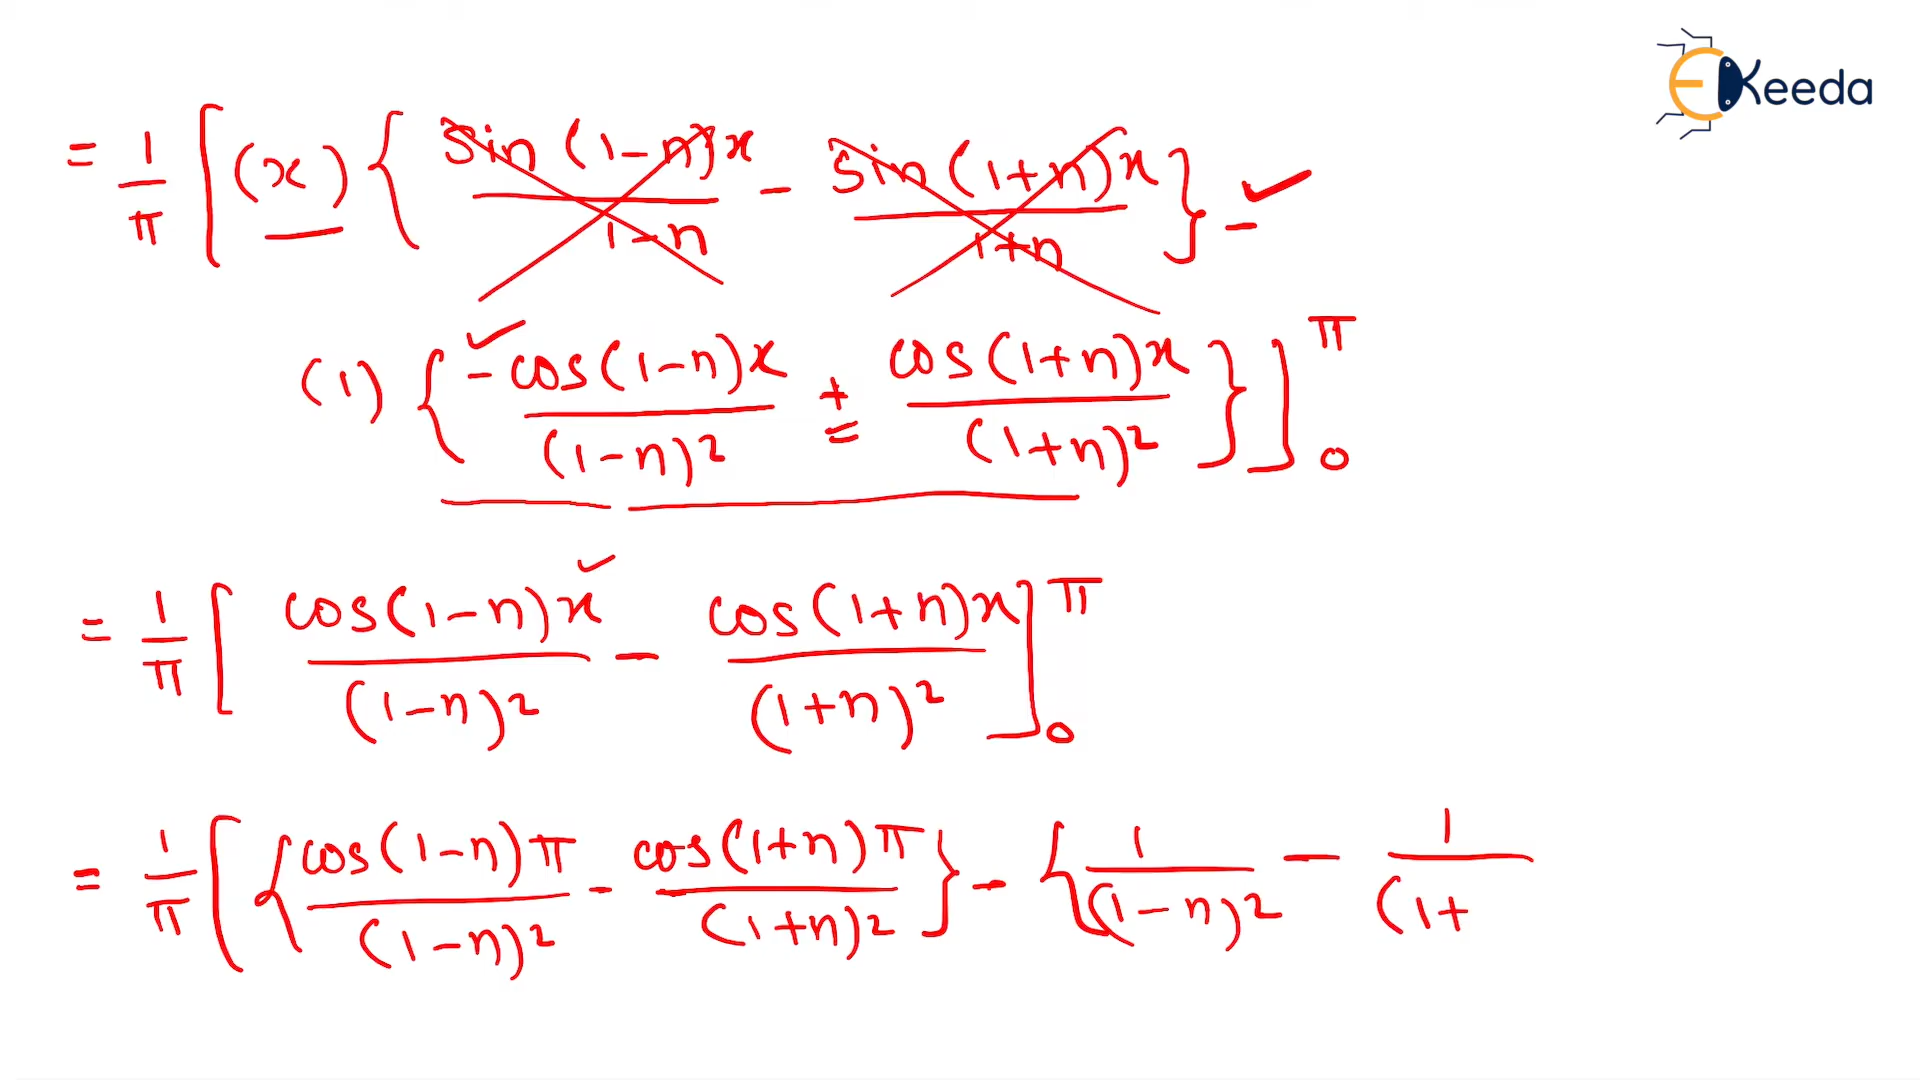 EKeeda
= 1/π [(x) { sin(1-n)x / 1-n - sin(1+n)x / 1+n } -
(1) { - cos(1-n)x / (1-n)² ± cos(1+n)x / (1+n)² } ]₀^π
= 1/π [ cos(1-n)x / (1-n)² - cos(1+n)x / (1+n)² ]₀^π
= 1/π [ { cos(1-n)π / (1-n)² - cos(1+n)π / (1+n)² } - { 1 / (1-n)² - 1 / (1+